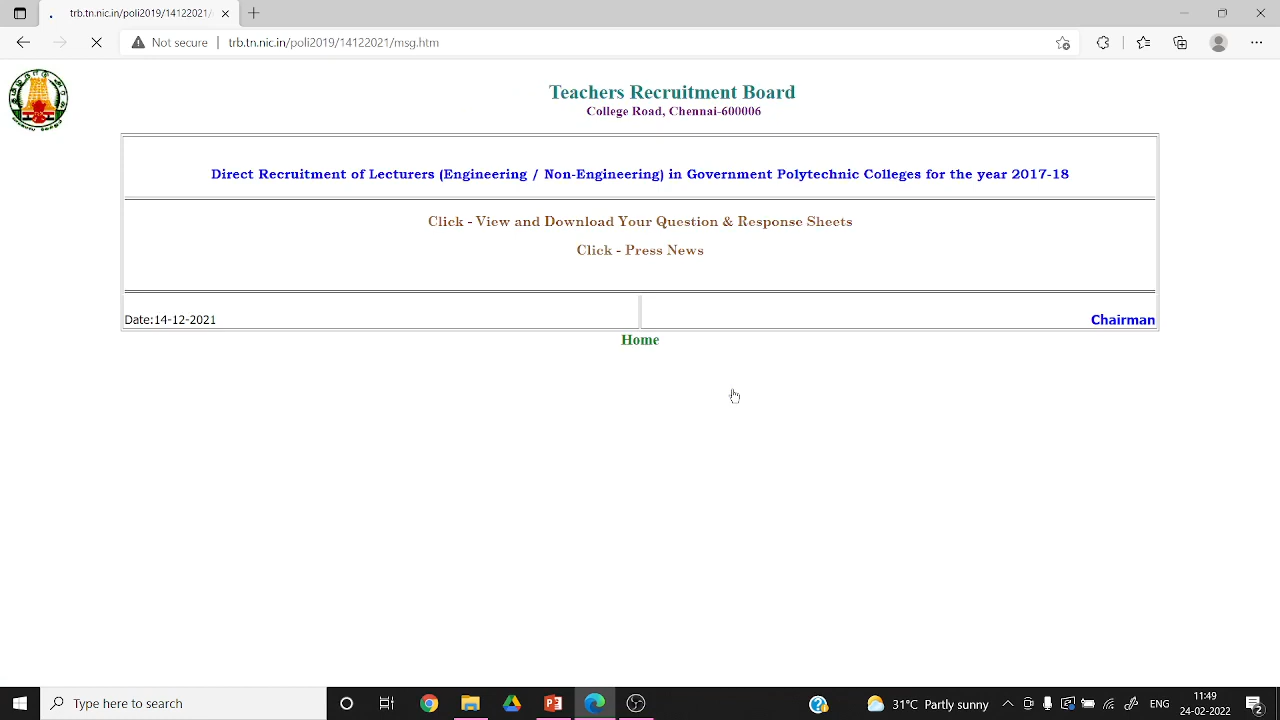 trb.tn.nic.in/poli2019/14122021/
Not secure trb.tn.nic.in/poli2019/14122021/msg.htm
Teachers Recruitment Board
College Road, Chennai-600006
Direct Recruitment of Lecturers (Engineering / Non-Engineering) in Government Polytechnic Colleges for the year 2017-18
Click - View and Download Your Question & Response Sheets
Click - Press News
Date:14-12-2021 Chairman
Home
Type here to search
31°C Partly sunny
11:49
24-02-2022
2